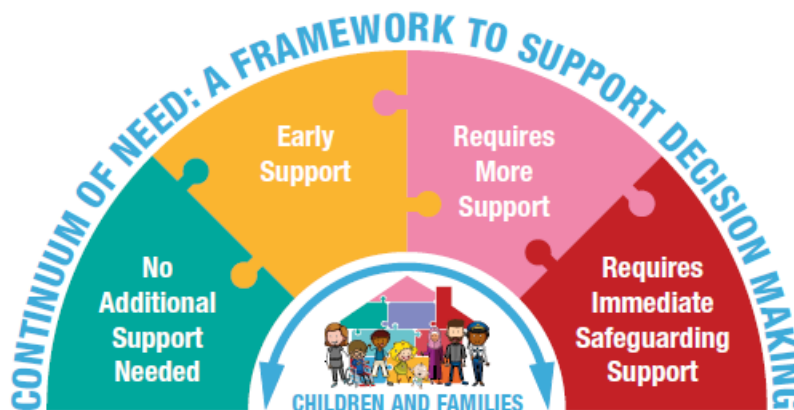 CONTINUUM OF NEED: A FRAMEWORK TO SUPPORT DECISION MAKING
No
Additional
Support
Needed
Early
Support
Requires
More
Support
Requires
Immediate
Safeguarding
Support
CHILDREN AND FAMILIES